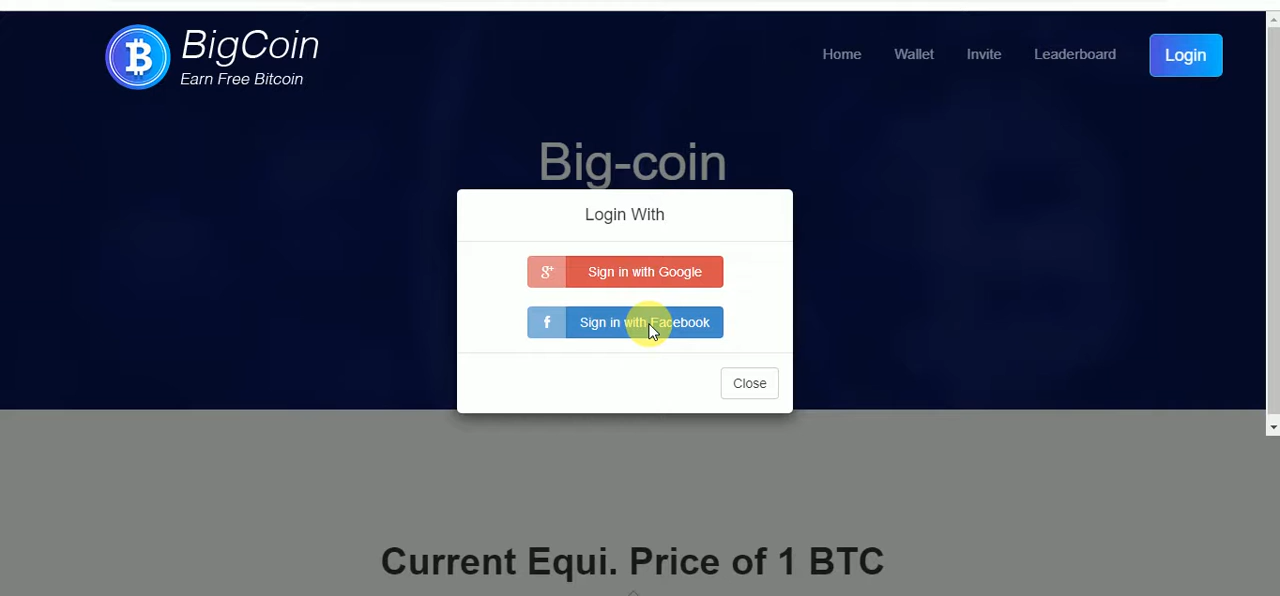 BigCoin
Earn Free Bitcoin
Home Wallet Invite Leaderboard Login
Big-coin
Login With
g+ Sign in with Google
f Sign in with Facebook
Close
Current Equi. Price of 1 BTC